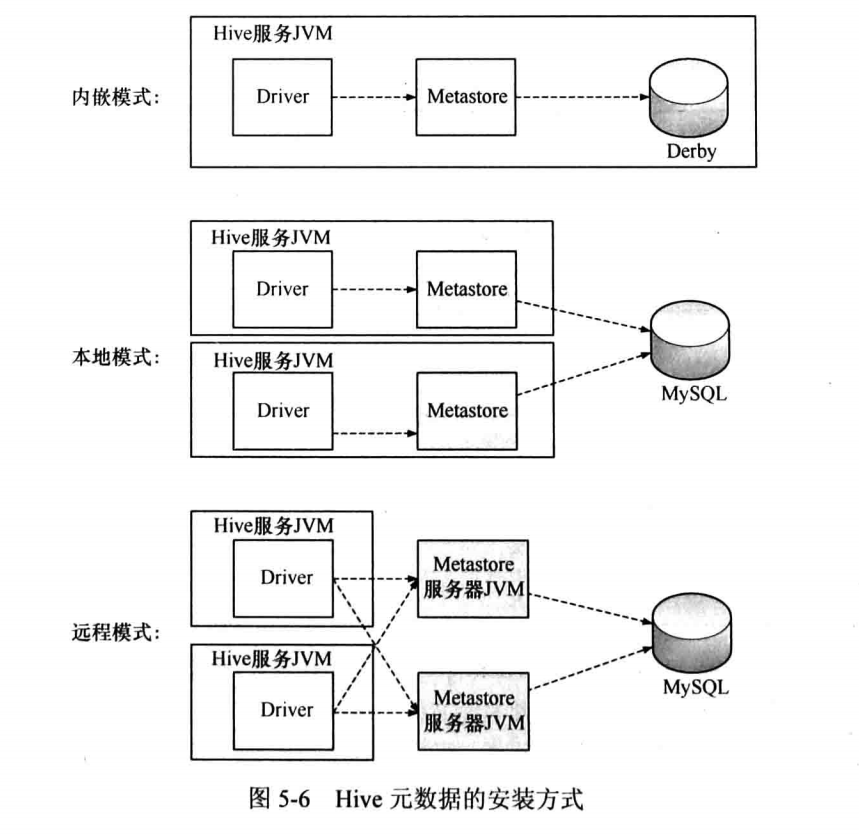 Hive服务JVM
内嵌模式:
Driver
Metastore
Derby
Hive服务JVM
Driver
Metastore
本地模式:
Hive服务JVM
Driver
Metastore
MySQL
Hive服务JVM
Driver
Metastore
服务器JVM
远程模式:
Hive服务JVM
Driver
Metastore
服务器JVM
MySQL
图 5-6 Hive 元数据的安装方式